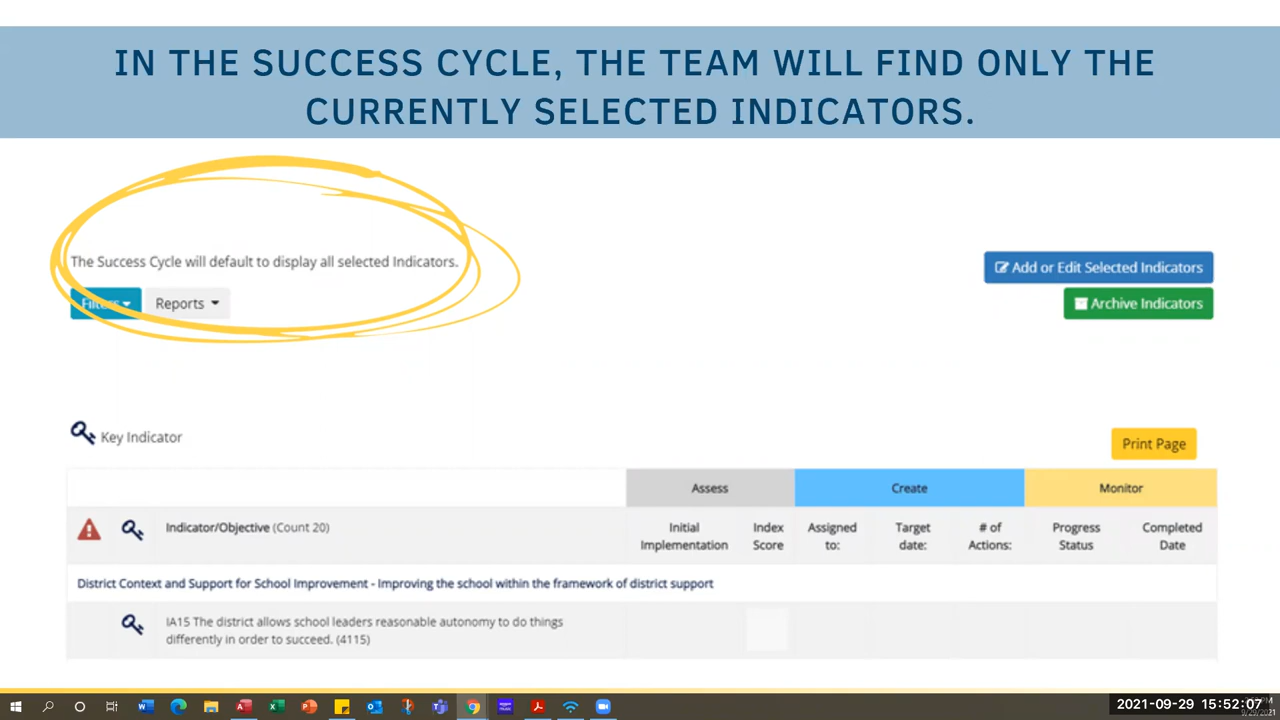 IN THE SUCCESS CYCLE, THE TEAM WILL FIND ONLY THE
CURRENTLY SELECTED INDICATORS.
The Success Cycle will default to display all selected Indicators.
Filters
Reports
Add or Edit Selected Indicators
Archive Indicators
Key Indicator
Print Page
Assess
Create
Monitor
Indicator/Objective (Count 20)
Initial
Implementation
Index
Score
Assigned
to:
Target
date:
# of
Actions:
Progress
Status
Completed
Date
District Context and Support for School Improvement - Improving the school within the framework of district support
IA15 The district allows school leaders reasonable autonomy to do things
differently in order to succeed. (4115)
2021-09-29 15:52:07